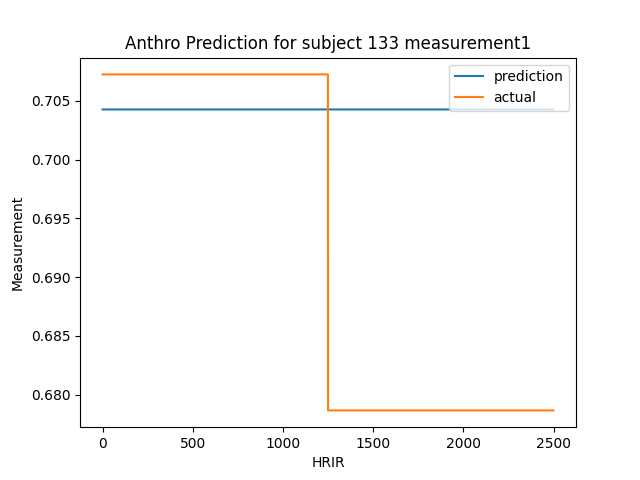 Anthro Prediction for subject 133 measurement1
prediction
actual
0.705
0.700
0.695
0.690
0.685
0.680
Measurement
0
500
1000
1500
2000
2500
HRIR